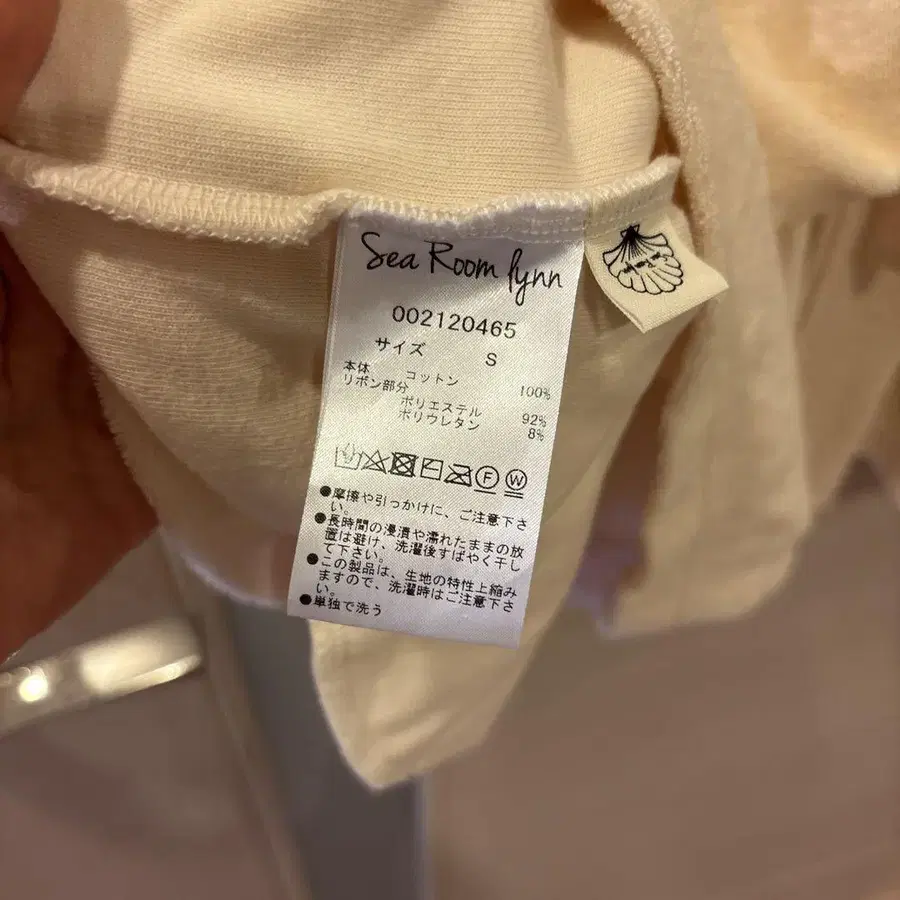 Sea Room lynn
002120465
サイズ S
本体 コットン 100%
リボン部分
ポリエステル 92%
ポリウレタン 8%
F W
●摩擦や引っかけに、ご注意下さ
い。
●長時間の浸漬や濡れたままの放
置は避け、洗濯後すばやく干し
て下さい。
●この製品は、生地の特性上縮み
ますので、洗濯時はご注意下さ
い。
●単独で洗う